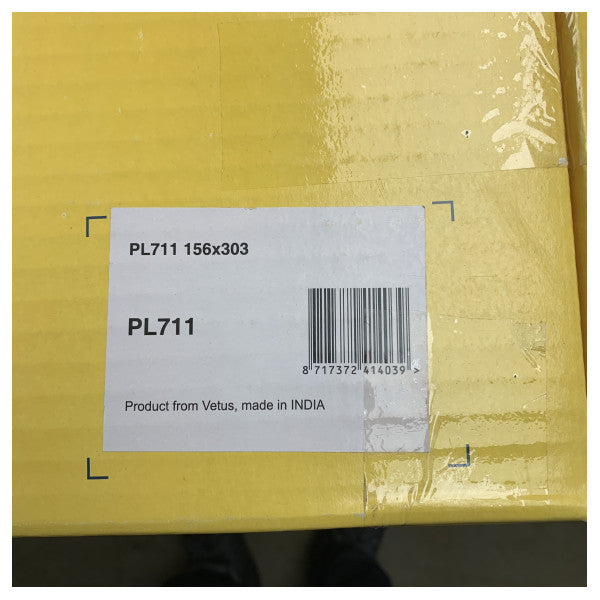 PL711 156x303
PL711
8 717372 414039 >
Product from Vetus, made in INDIA